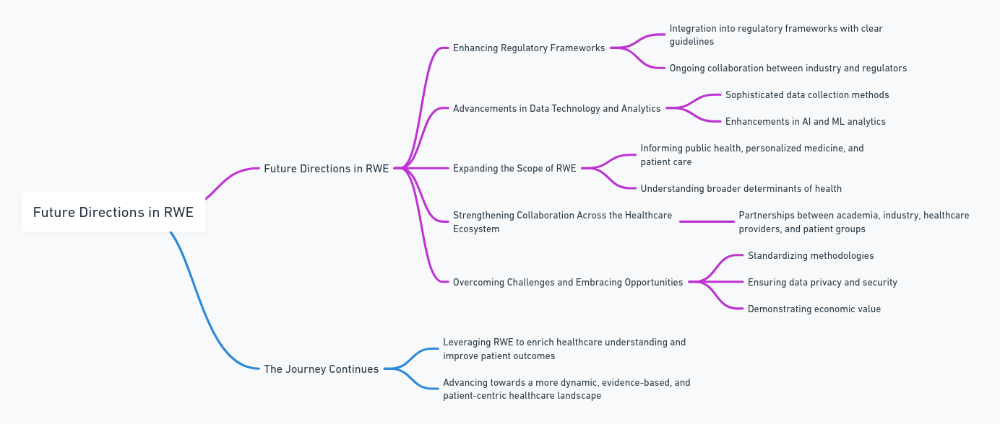 Future Directions in RWE
Future Directions in RWE
Enhancing Regulatory Frameworks
Integration into regulatory frameworks with clear
guidelines
Ongoing collaboration between industry and regulators
Advancements in Data Technology and Analytics
Sophisticated data collection methods
Enhancements in AI and ML analytics
Expanding the Scope of RWE
Informing public health, personalized medicine, and
patient care
Understanding broader determinants of health
Strengthening Collaboration Across the Healthcare
Ecosystem
Partnerships between academia, industry, healthcare
providers, and patient groups
Overcoming Challenges and Embracing Opportunities
Standardizing methodologies
Ensuring data privacy and security
Demonstrating economic value
The Journey Continues
Leveraging RWE to enrich healthcare understanding and
improve patient outcomes
Advancing towards a more dynamic, evidence-based, and
patient-centric healthcare landscape